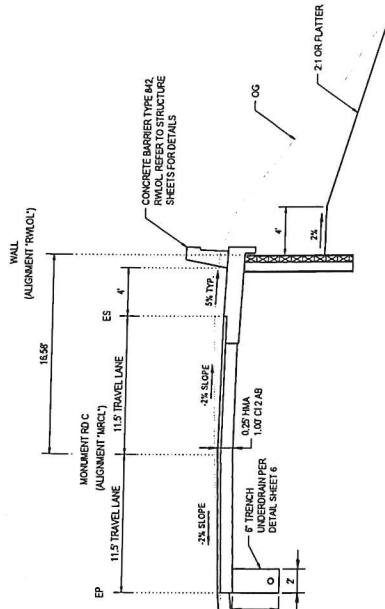 WALL
(ALIGNMENT "RWLOL")
16.56'
MONUMENT RD C
(ALIGNMENT "MRCL")
EP
11.5' TRAVEL LANE
11.5' TRAVEL LANE
ES
4'
-2% SLOPE
-2% SLOPE
5% TYP.
CONCRETE BARRIER TYPE 842,
RWLOL. REFER TO STRUCTURE
SHEETS FOR DETAILS
OG
2:1 OR FLATTER
4'
2%
0.25' HMA
1.00' Cl 2 AB
6" TRENCH
UNDERDRAIN PER
DETAIL SHEET 6
2'